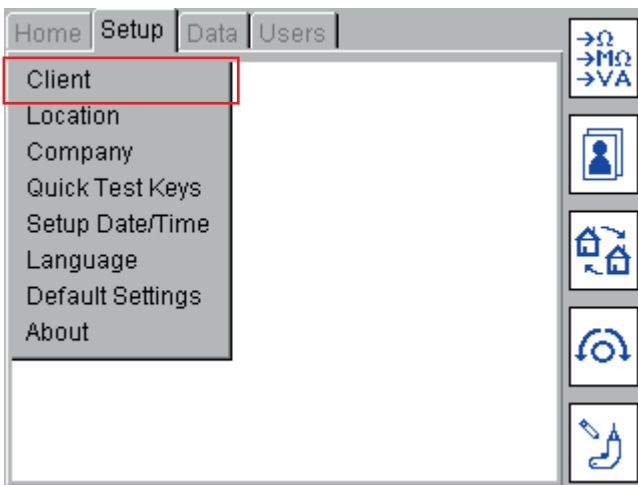 Home Setup Data Users
Client
Location
Company
Quick Test Keys
Setup Date/Time
Language
Default Settings
About
→Ω
→MΩ
→VA